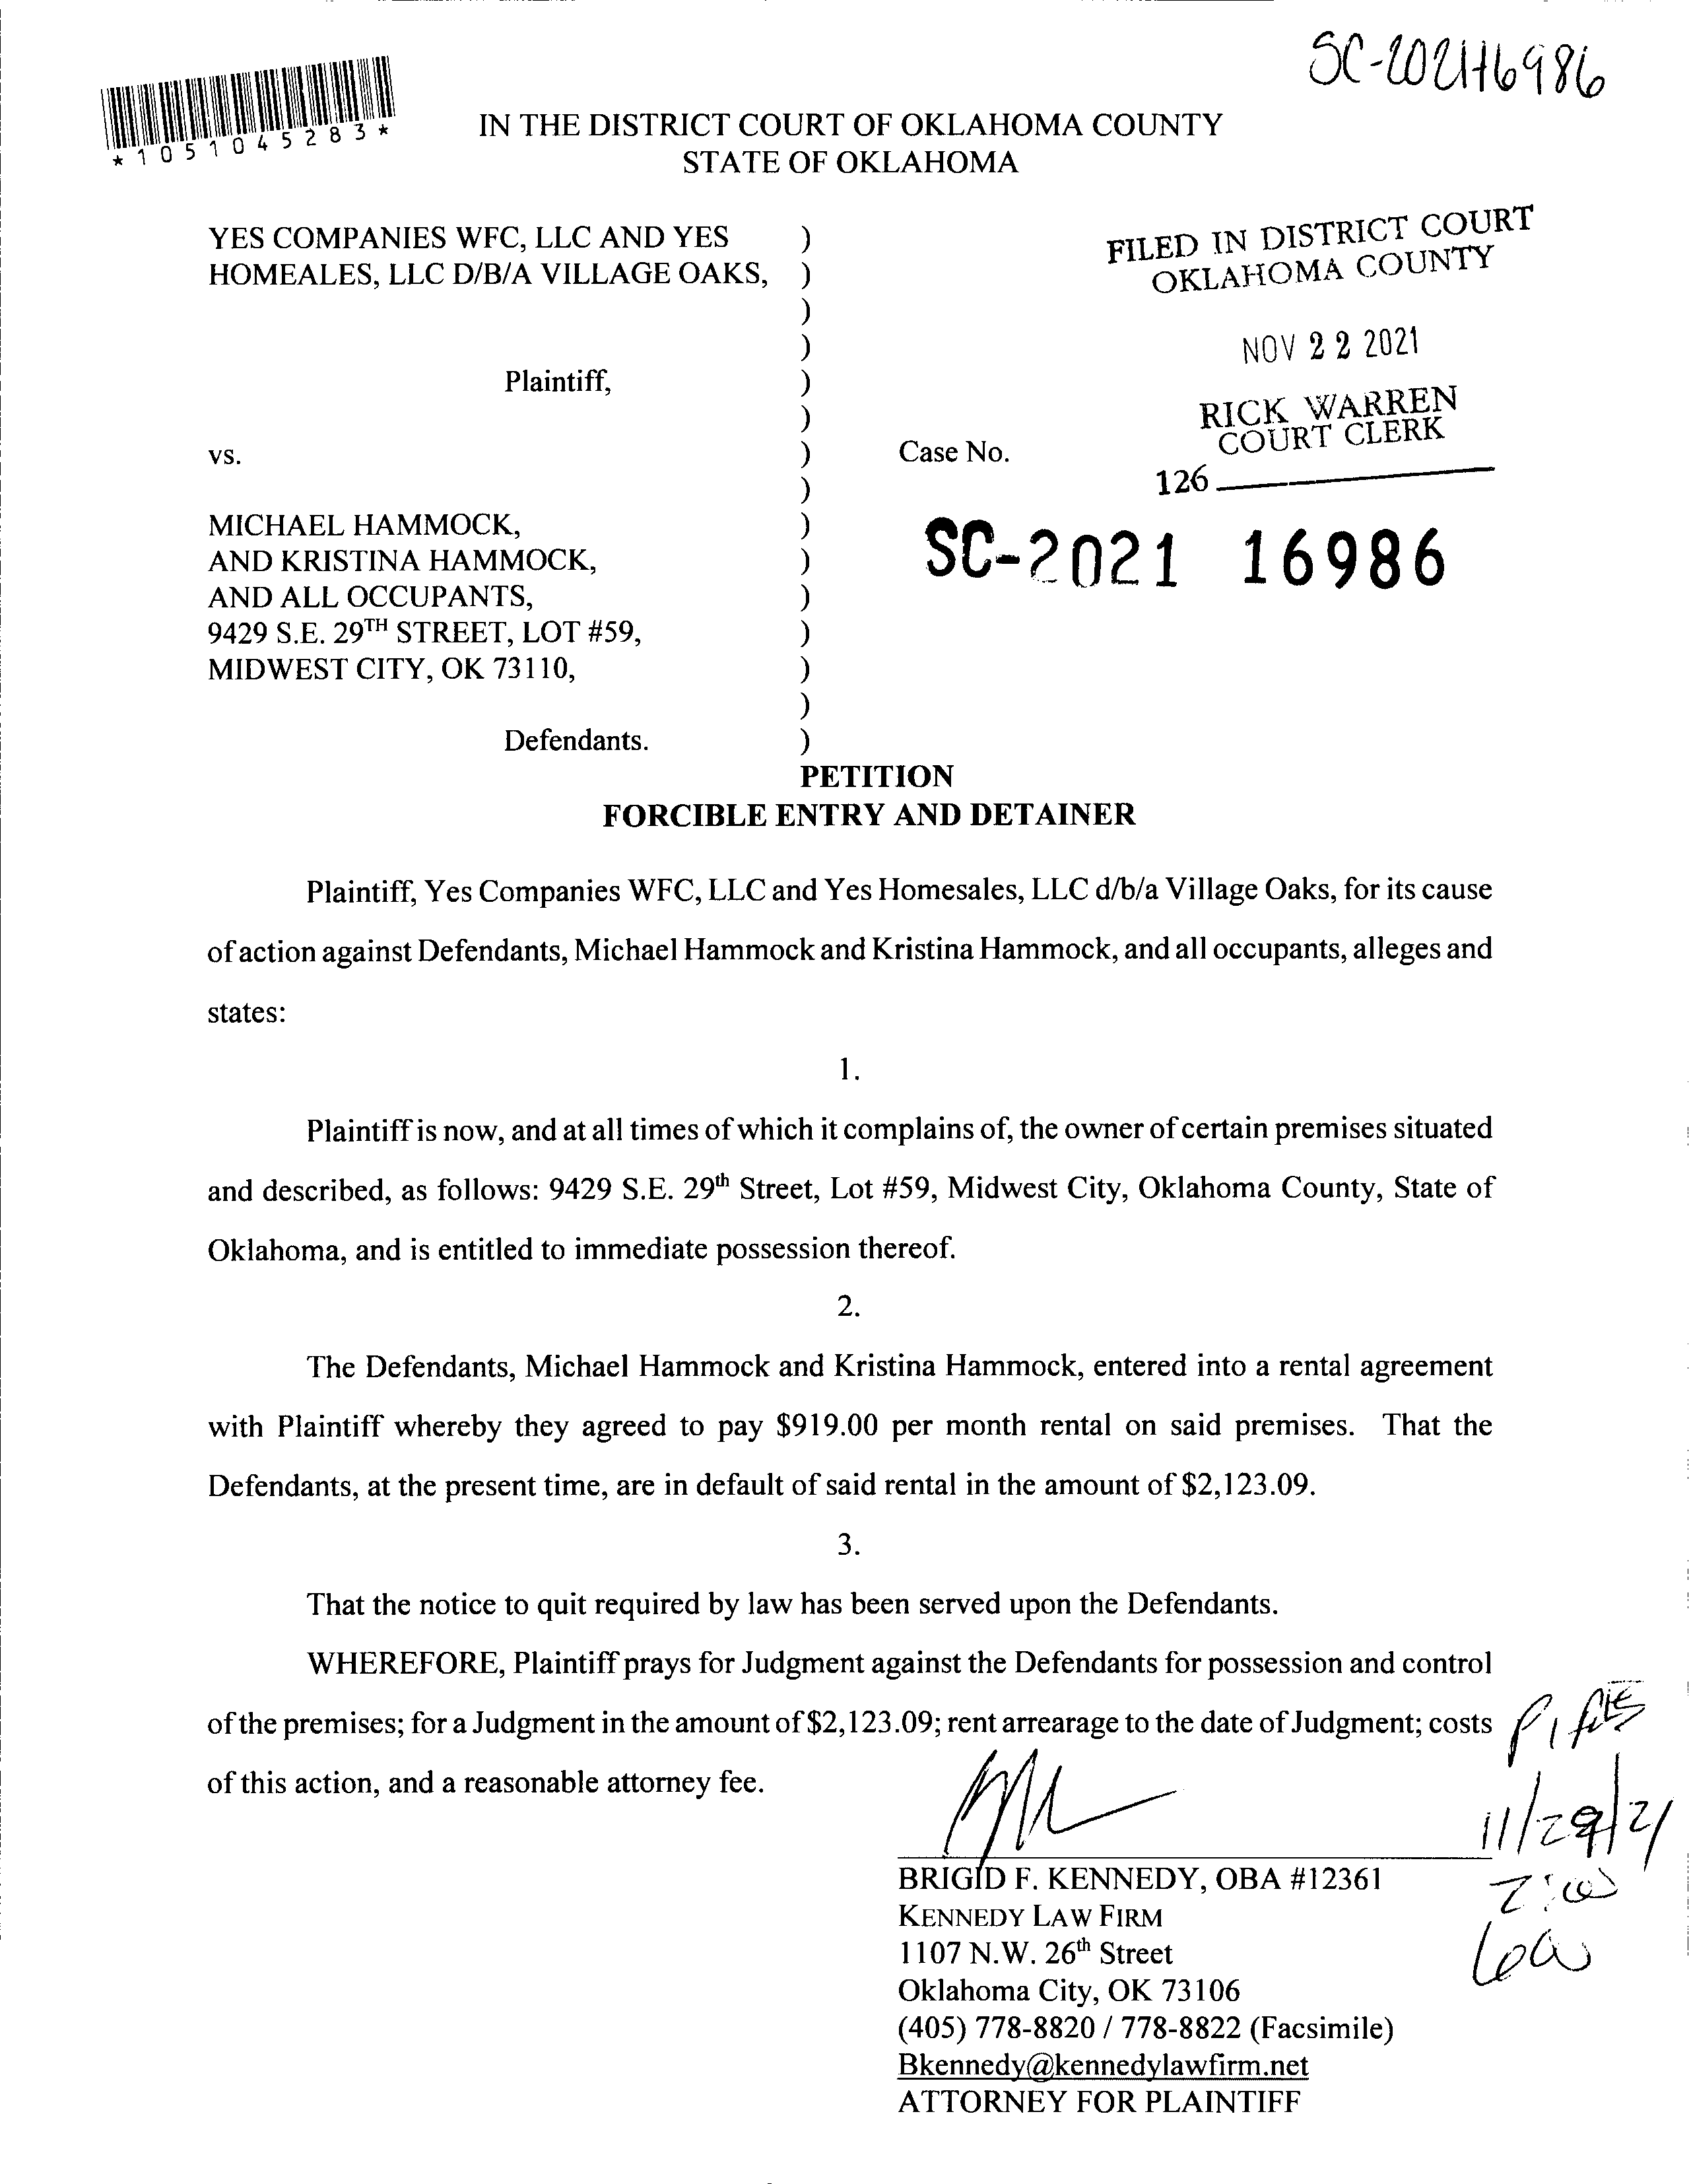 SC-2021-16986
*1051045283*
IN THE DISTRICT COURT OF OKLAHOMA COUNTY
STATE OF OKLAHOMA
YES COMPANIES WFC, LLC AND YES )
HOMEALES, LLC D/B/A VILLAGE OAKS, )
)
)
Plaintiff, )
)
vs. )
)
MICHAEL HAMMOCK, )
AND KRISTINA HAMMOCK, )
AND ALL OCCUPANTS, )
9429 S.E. 29TH STREET, LOT #59, )
MIDWEST CITY, OK 73110, )
)
Defendants. )
FILED IN DISTRICT COURT
OKLAHOMA COUNTY
NOV 22 2021
RICK WARREN
COURT CLERK
126
Case No.
SC-2021 16986
PETITION
FORCIBLE ENTRY AND DETAINER
Plaintiff, Yes Companies WFC, LLC and Yes Homesales, LLC d/b/a Village Oaks, for its cause
of action against Defendants, Michael Hammock and Kristina Hammock, and all occupants, alleges and
states:
1.
Plaintiff is now, and at all times of which it complains of, the owner of certain premises situated
and described, as follows: 9429 S.E. 29th Street, Lot #59, Midwest City, Oklahoma County, State of
Oklahoma, and is entitled to immediate possession thereof.
2.
The Defendants, Michael Hammock and Kristina Hammock, entered into a rental agreement
with Plaintiff whereby they agreed to pay $919.00 per month rental on said premises. That the
Defendants, at the present time, are in default of said rental in the amount of $2,123.09.
3.
That the notice to quit required by law has been served upon the Defendants.
WHEREFORE, Plaintiff prays for Judgment against the Defendants for possession and control
of the premises; for a Judgment in the amount of $2,123.09; rent arrearage to the date of Judgment; costs
of this action, and a reasonable attorney fee.
11/29/21
2:00
BRIGID F. KENNEDY, OBA #12361
KENNEDY LAW FIRM
1107 N.W. 26th Street
Oklahoma City, OK 73106
(405) 778-8820 / 778-8822 (Facsimile)
Bkennedy@kennedylawfirm.net
ATTORNEY FOR PLAINTIFF